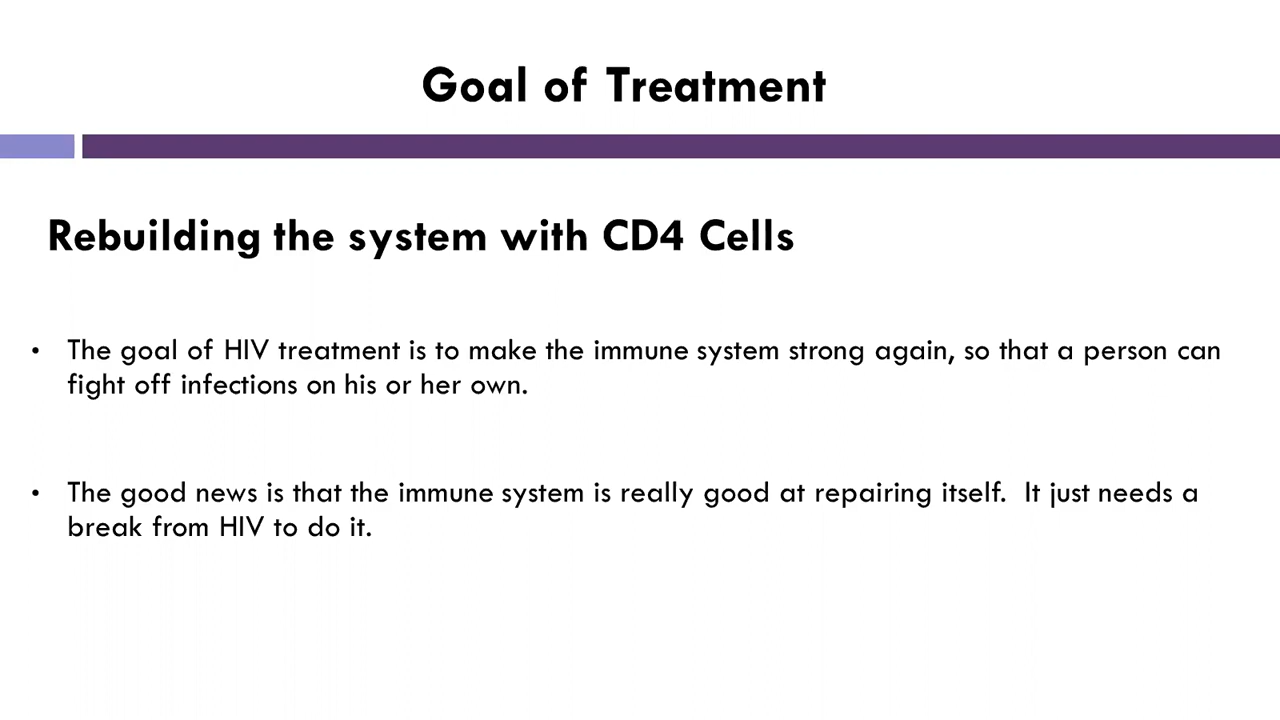 Goal of Treatment
Rebuilding the system with CD4 Cells
• The goal of HIV treatment is to make the immune system strong again, so that a person can
fight off infections on his or her own.
• The good news is that the immune system is really good at repairing itself.  It just needs a
break from HIV to do it.